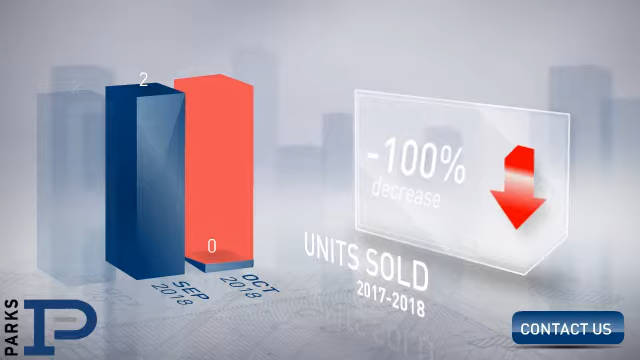 2
0
SEP
2018
OCT
2018
-100%
decrease
UNITS SOLD
2017-2018
PARKS
P
CONTACT US